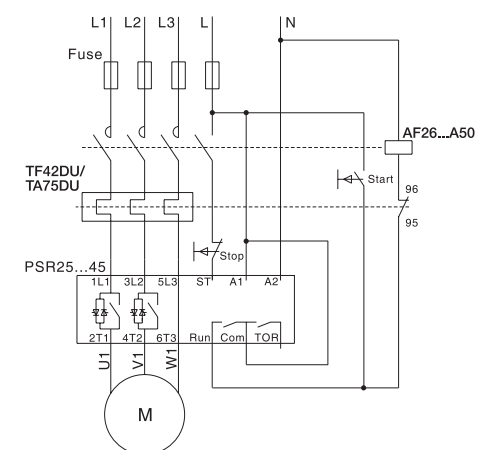 L1 L2 L3 L N
Fuse
AF26...A50
TF42DU/
TA75DU
Start
96
95
Stop
PSR25...45
1L1 3L2 5L3 ST A1 A2
2T1 4T2 6T3 Run Com TOR
U1 V1 W1
M